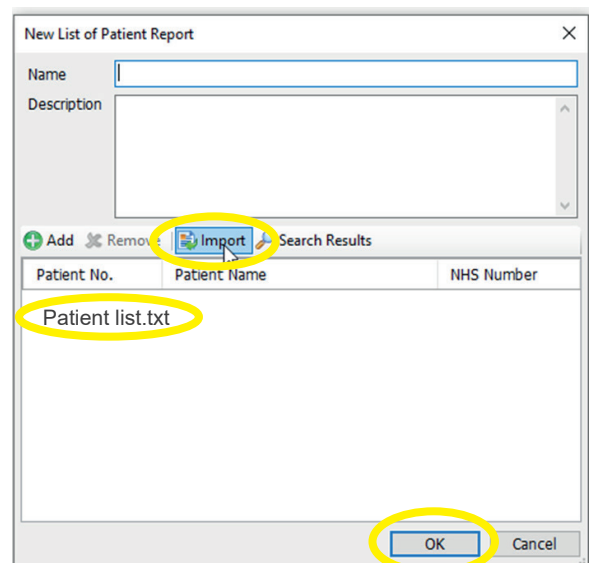 New List of Patient Report
Name
Description
Add Remove Import Search Results
Patient No. Patient Name NHS Number
Patient list.txt
OK Cancel